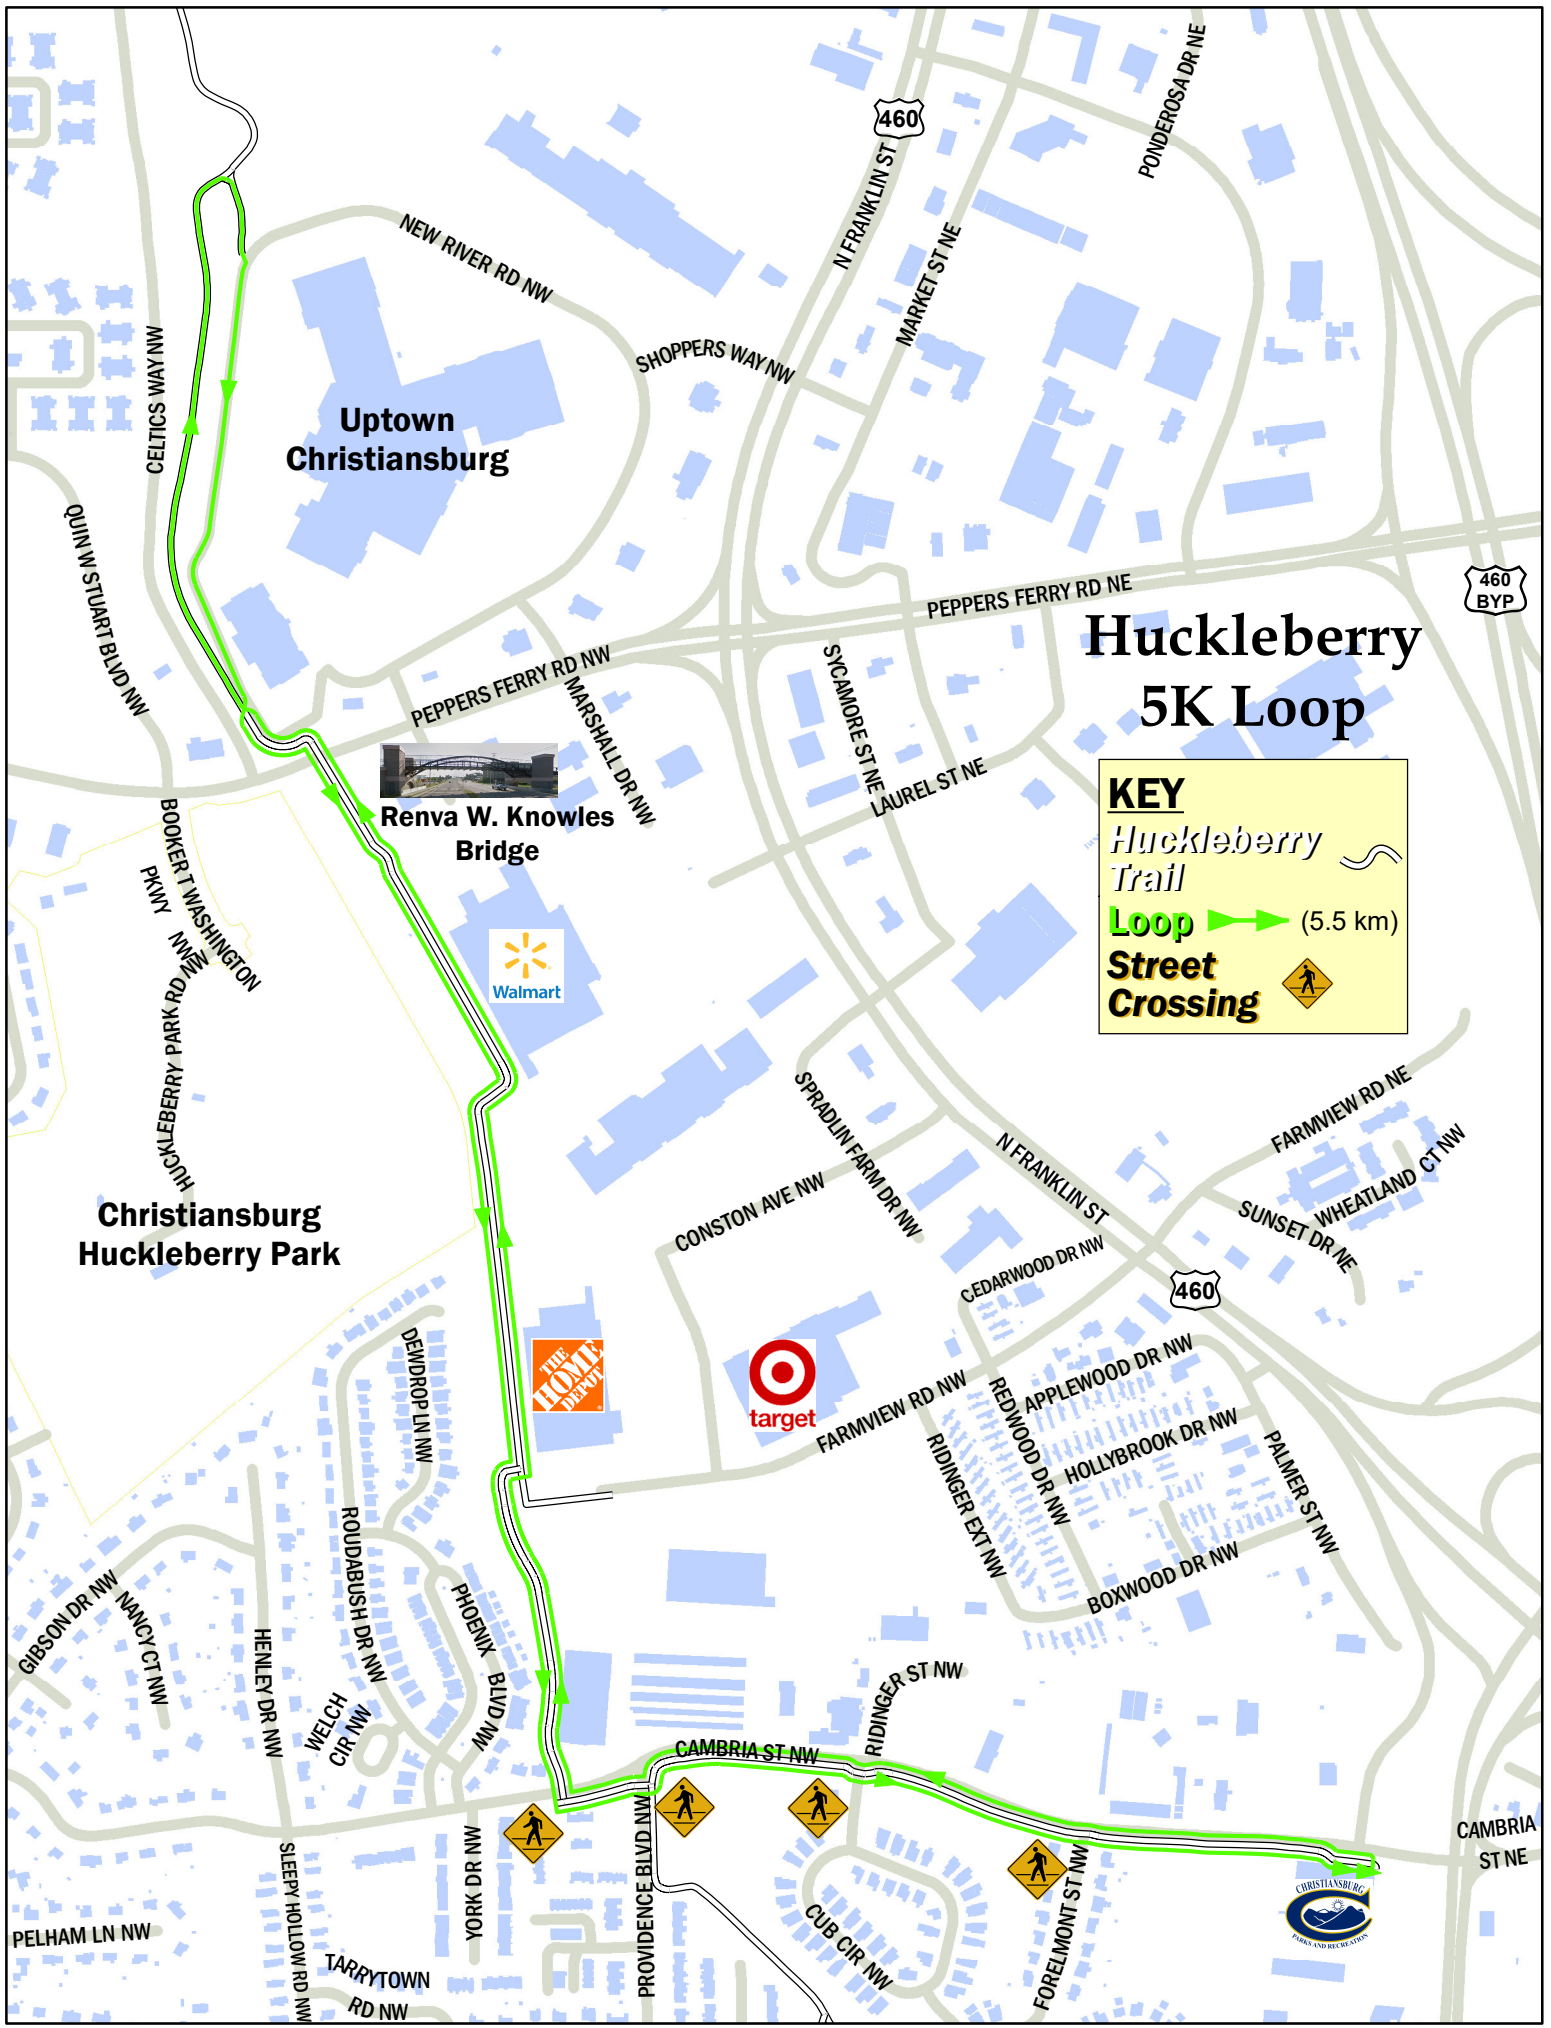 PONDEROSA DR NE
460
N FRANKLIN ST
NEW RIVER RD NW
MARKET ST NE
SHOPPERS WAY NW
CELTICS WAY NW
Uptown
Christiansburg
QUIN W STUART BLVD NW
460
BYP
PEPPERS FERRY RD NE
Huckleberry
5K Loop
PEPPERS FERRY RD NW
MARSHALL DR NW
SYCAMORE ST NE
LAUREL ST NE
Renva W. Knowles
Bridge
KEY
Huckleberry
Trail
Loop
(5.5 km)
Street
Crossing
BOOKER T WASHINGTON
PKWY
NW
HUCKLEBERRY PARK RD NW
Walmart
SPRADLIN FARM DR NW
FARMVIEW RD NE
WHEATLAND CT NW
N FRANKLIN ST
SUNSET DR NE
CONSTON AVE NW
Christiansburg
Huckleberry Park
CEDARWOOD DR NW
460
THE
HOME
DEPOT
target
DEWDROP LN NW
FARMVIEW RD NW
APPLEWOOD DR NW
REDWOOD DR NW
HOLLYBROOK DR NW
RIDINGER EXT NW
PALMER ST NW
BOXWOOD DR NW
ROUDABUSH DR NW
PHOENIX
BLVD NW
GIBSON DR NW
NANCY CT NW
HENLEY DR NW
WELCH
CIR NW
RIDINGER ST NW
CAMBRIA ST NW
CAMBRIA
ST NE
SLEEPY HOLLOW RD NW
YORK DR NW
PROVIDENCE BLVD NW
CUB CIR NW
FORELMONT ST NW
CHRISTIANSBURG
C
PARKS AND RECREATION
PELHAM LN NW
TARRYTOWN
RD NW